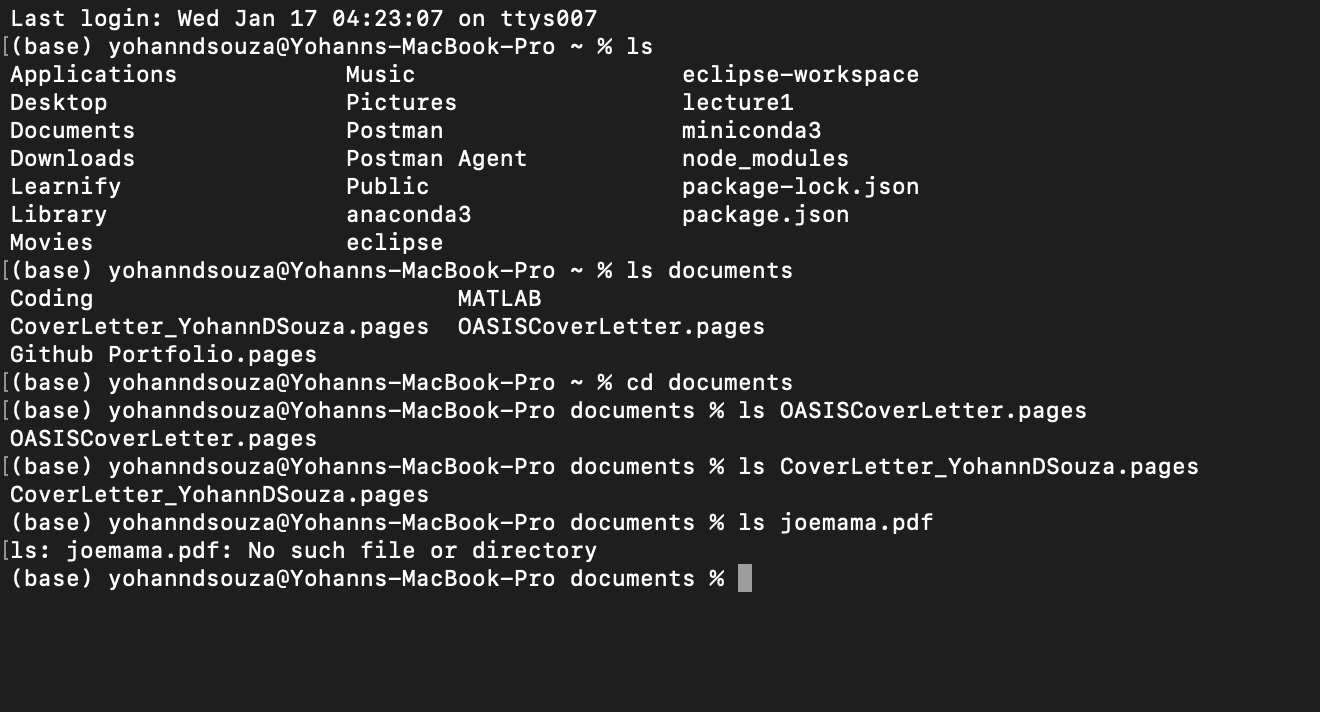 Last login: Wed Jan 17 04:23:07 on ttys007
[(base) yohanndsouza@Yohanns-MacBook-Pro ~ % ls
Applications Music eclipse-workspace
Desktop Pictures lecture1
Documents Postman miniconda3
Downloads Postman Agent node_modules
Learnify Public package-lock.json
Library anaconda3 package.json
Movies eclipse
[(base) yohanndsouza@Yohanns-MacBook-Pro ~ % ls documents
Coding MATLAB
CoverLetter_YohannDSouza.pages OASISCoverLetter.pages
Github Portfolio.pages
[(base) yohanndsouza@Yohanns-MacBook-Pro ~ % cd documents
[(base) yohanndsouza@Yohanns-MacBook-Pro documents % ls OASISCoverLetter.pages
OASISCoverLetter.pages
[(base) yohanndsouza@Yohanns-MacBook-Pro documents % ls CoverLetter_YohannDSouza.pages
CoverLetter_YohannDSouza.pages
(base) yohanndsouza@Yohanns-MacBook-Pro documents % ls joemama.pdf
[ls: joemama.pdf: No such file or directory
(base) yohanndsouza@Yohanns-MacBook-Pro documents %